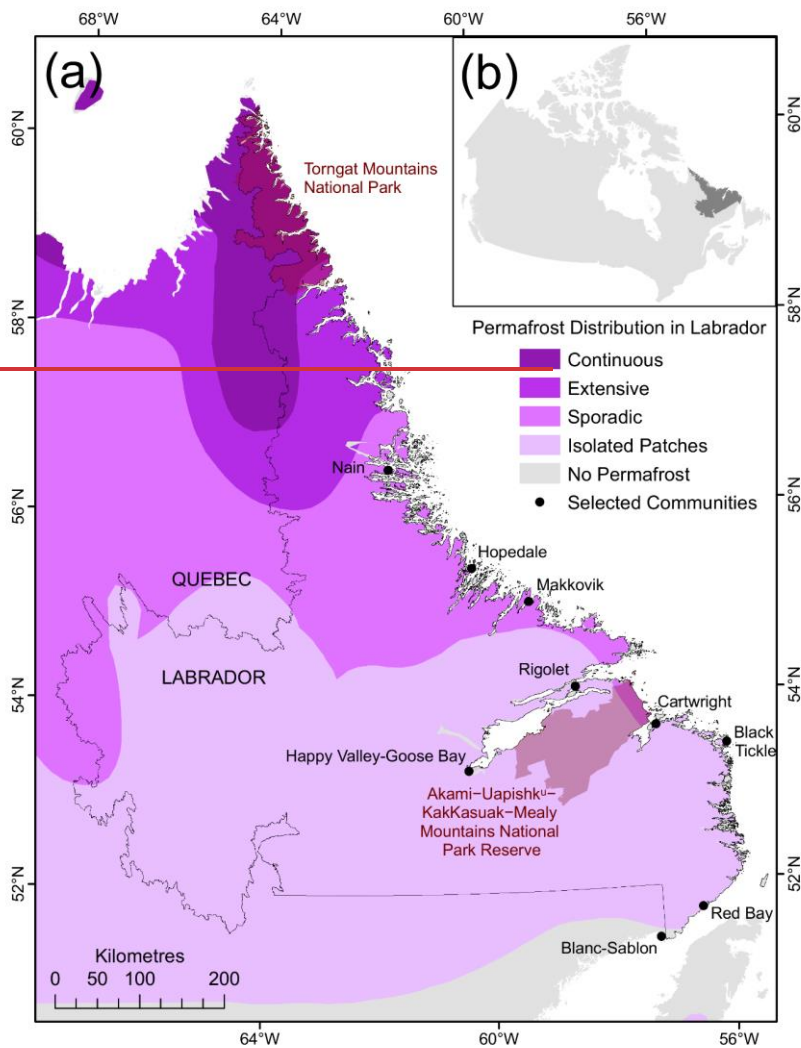 68°W
64°W
60°W
56°W
(a)
(b)
60°N
60°N
Torngat Mountains
National Park
58°N
58°N
Permafrost Distribution in Labrador
Continuous
Extensive
Sporadic
Isolated Patches
No Permafrost
Selected Communities
Nain
56°N
56°N
Hopedale
Makkovik
QUEBEC
LABRADOR
Rigolet
54°N
54°N
Cartwright
Black
Tickle
Happy Valley-Goose Bay
Akami−Uapishkᵁ−
KakKasuak−Mealy
Mountains National
Park Reserve
52°N
52°N
Red Bay
Blanc-Sablon
Kilometres
0 50 100 200
64°W
60°W
56°W